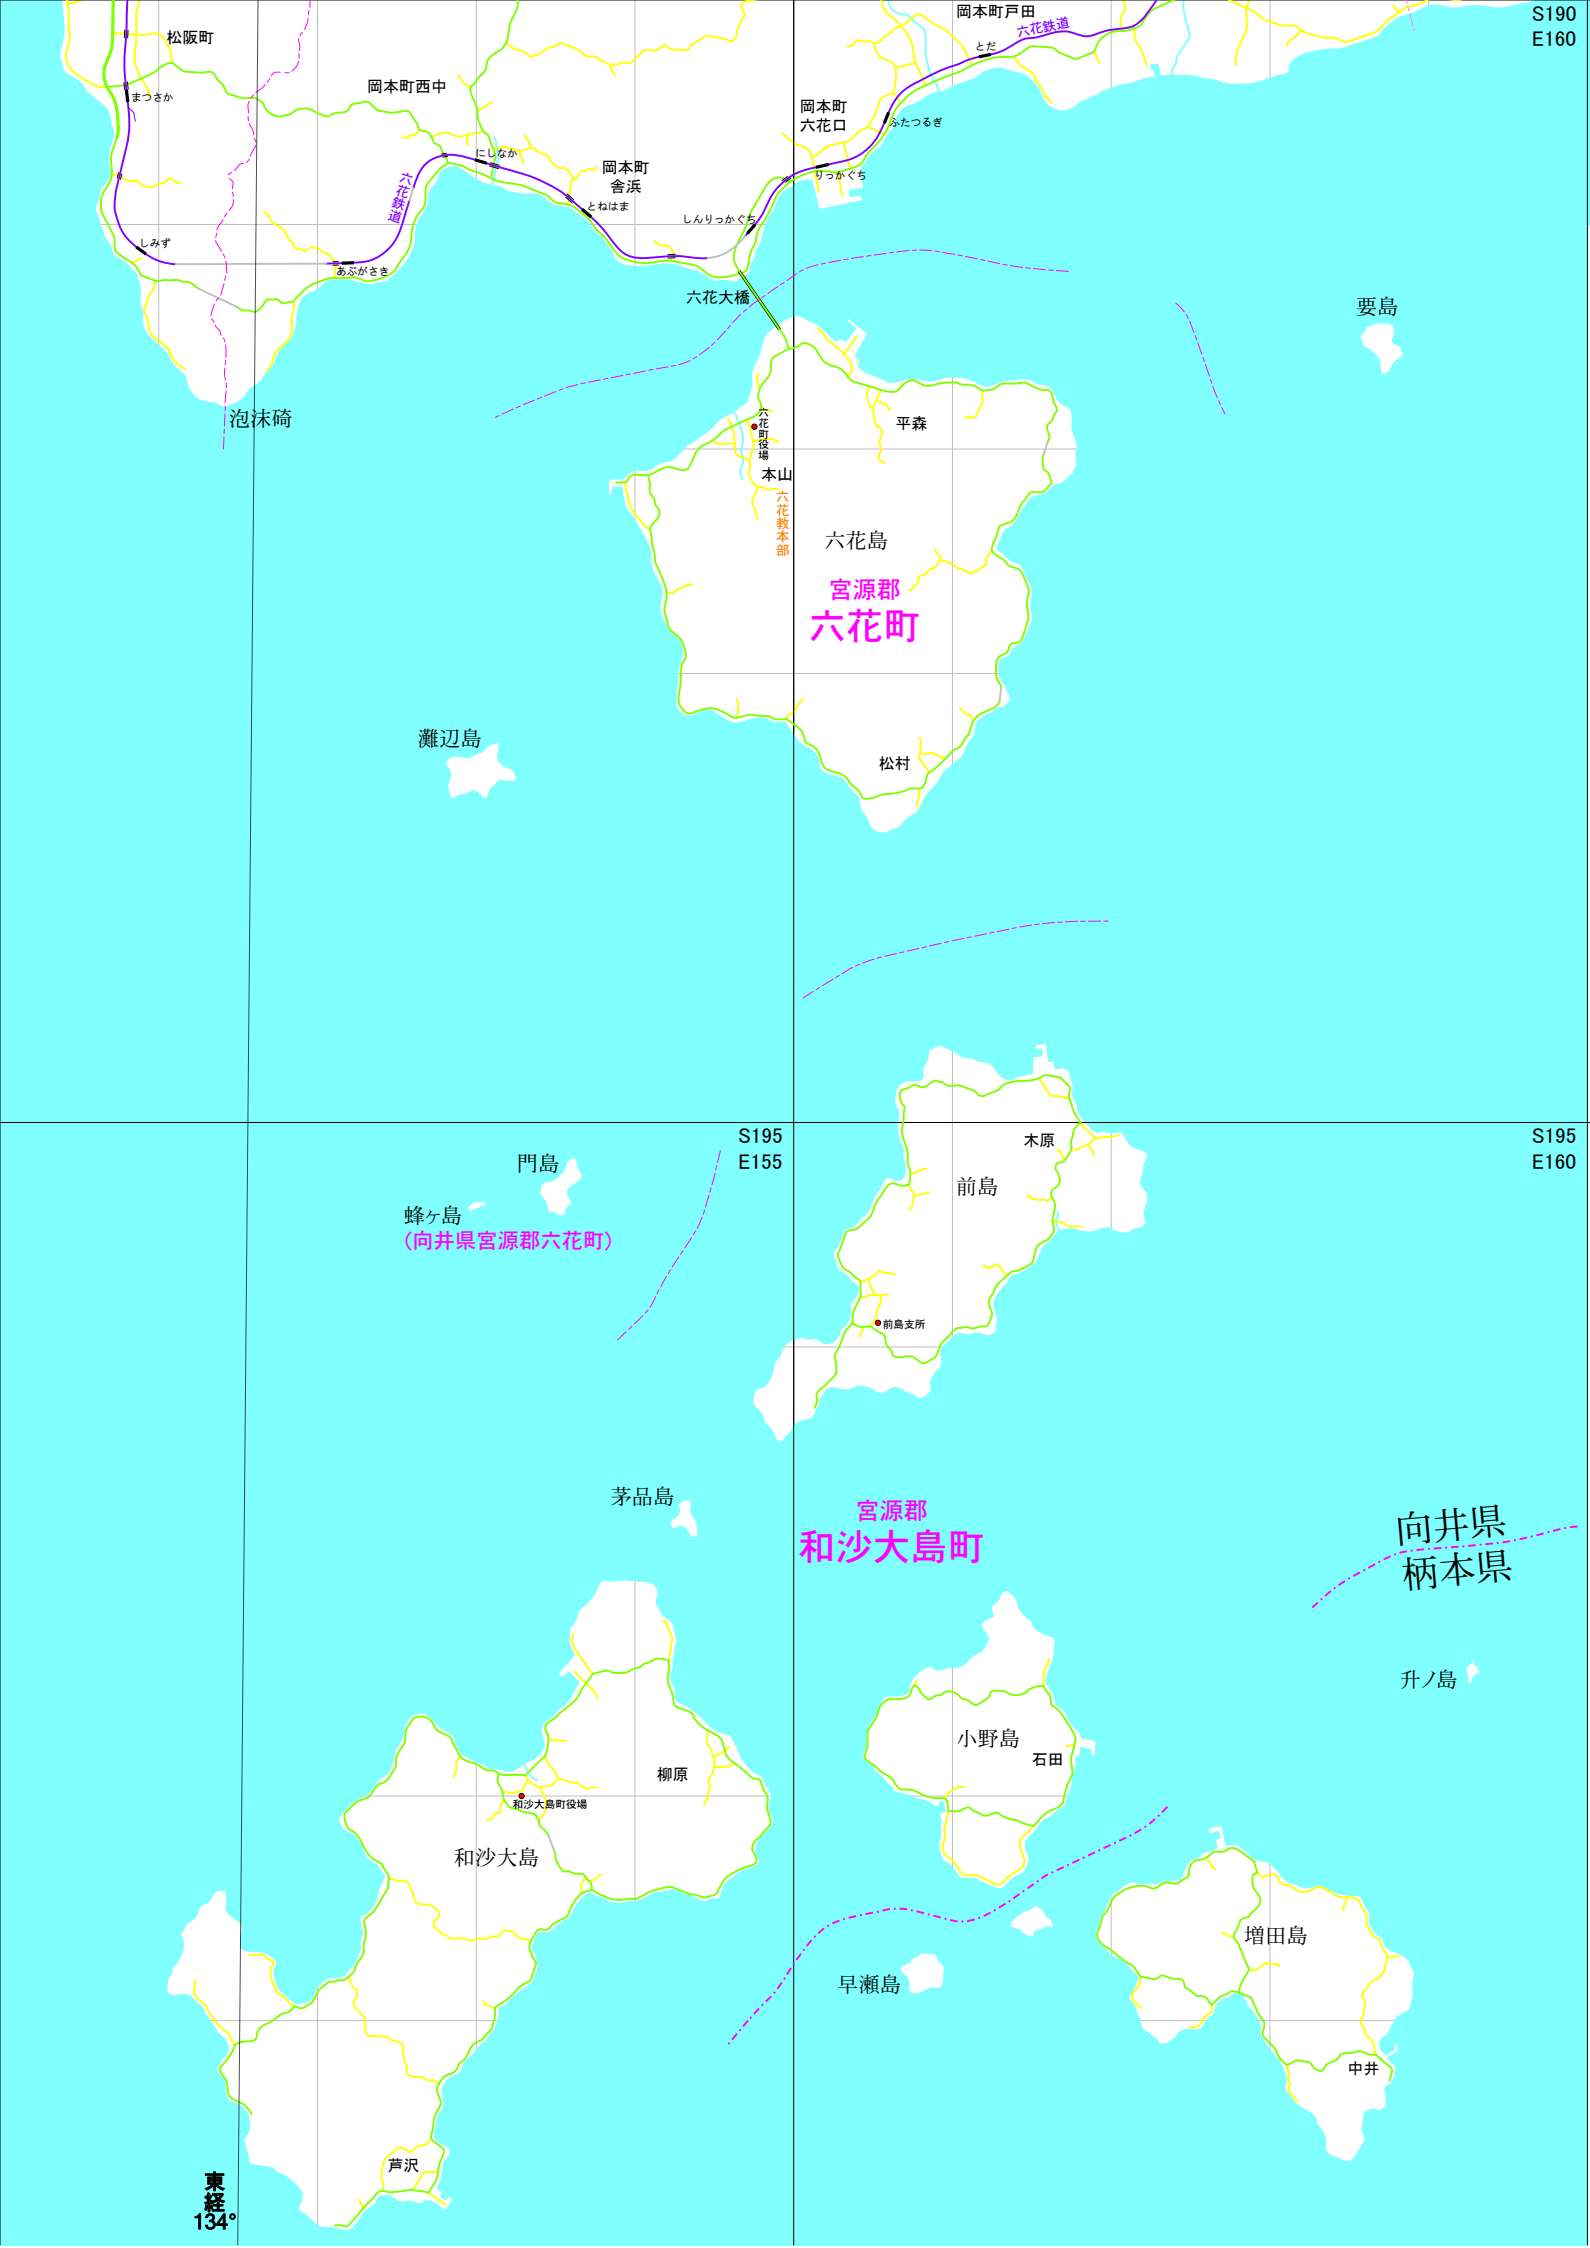 岡本町戸田
S190
E160
六花鉄道
とだ
松阪町
岡本町西中
まつさか
岡本町
六花口
ふたつるぎ
にしなか
岡本町
舎浜
りっかぐち
六花鉄道
とねはま
しんりっかぐち
しみず
あぶがさき
六花大橋
要島
泡沫碕
六花町役場
平森
本山
六花教本部
六花島
宮源郡
六花町
灘辺島
松村
S195
E155
S195
E160
木原
門島
前島
蜂ヶ島
(向井県宮源郡六花町)
前島支所
茅品島
宮源郡
和沙大島町
向井県
柄本県
升ノ島
小野島
石田
柳原
和沙大島町役場
和沙大島
増田島
早瀬島
中井
芦沢
東経
134°